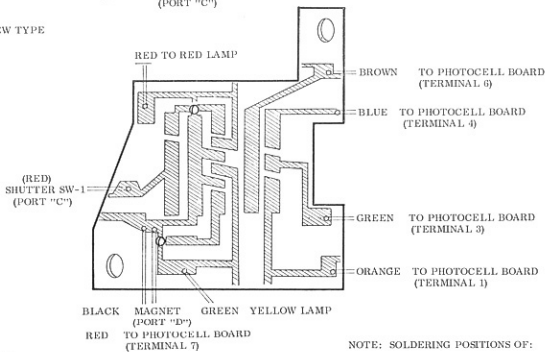 (PORT "C")
EW TYPE
RED TO RED LAMP
BROWN TO PHOTOCELL BOARD
(TERMINAL 6)
BLUE TO PHOTOCELL BOARD
(TERMINAL 4)
(RED)
SHUTTER SW-1
(PORT "C")
GREEN TO PHOTOCELL BOARD
(TERMINAL 3)
ORANGE TO PHOTOCELL BOARD
(TERMINAL 1)
BLACK MAGNET GREEN YELLOW LAMP
(PORT "D")
RED TO PHOTOCELL BOARD
(TERMINAL 7)
NOTE: SOLDERING POSITIONS OF: